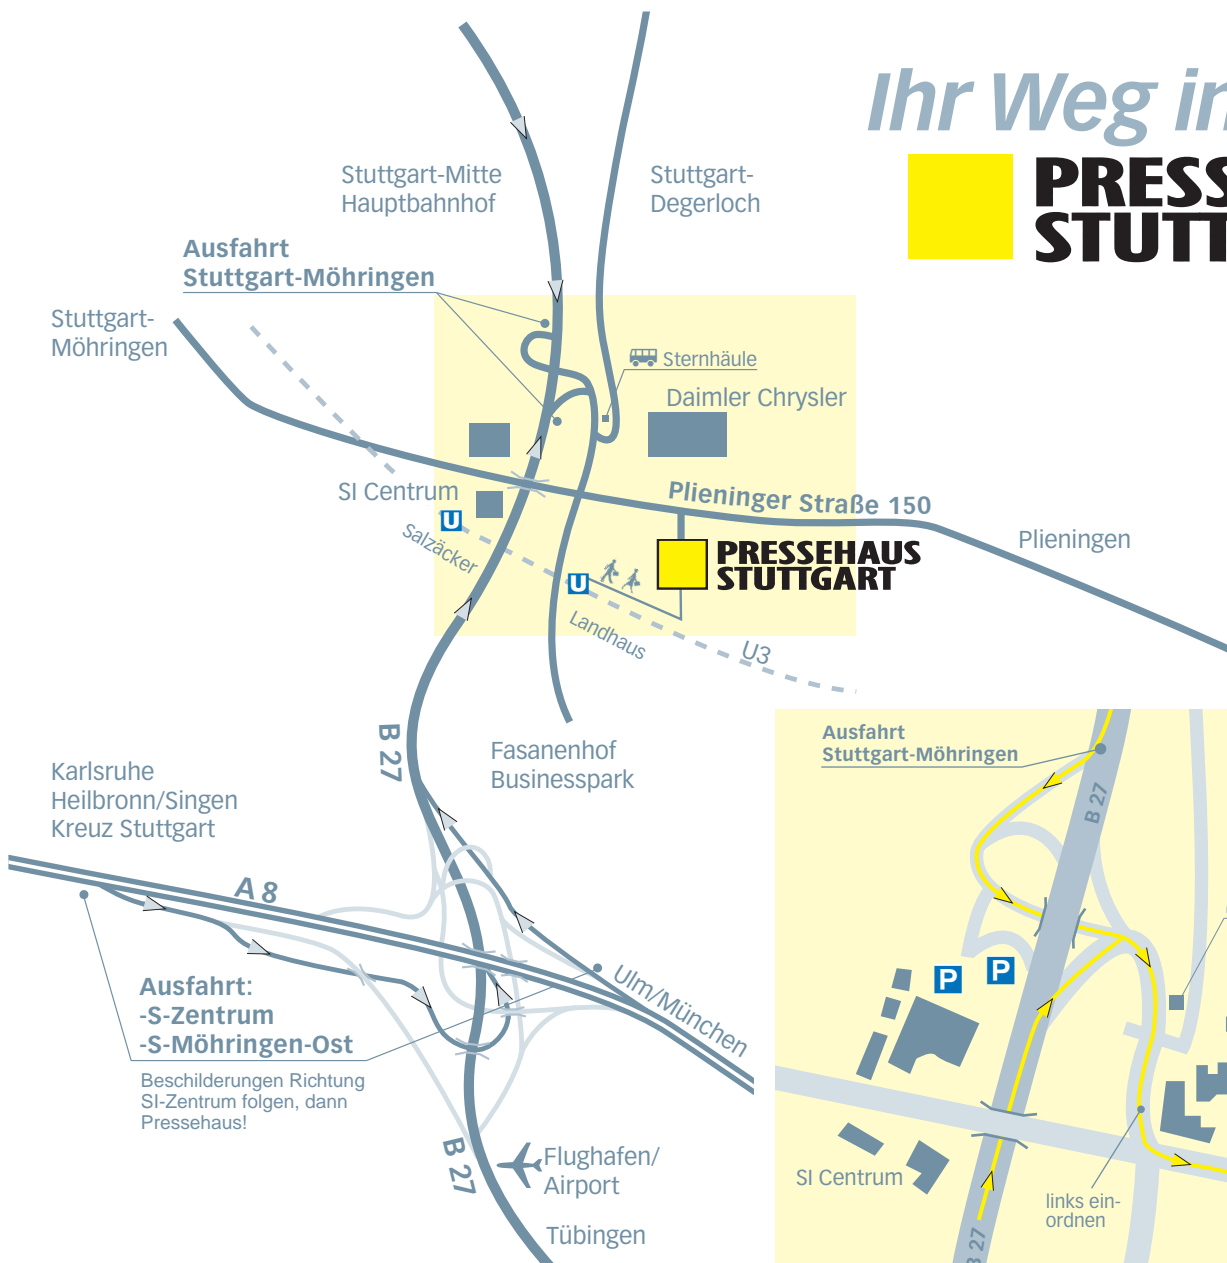 Ihr Weg in
PRESS
STUTT
Stuttgart-Mitte
Hauptbahnhof
Stuttgart-
Degerloch
Ausfahrt
Stuttgart-Möhringen
Stuttgart-
Möhringen
Sternhäule
Daimler Chrysler
SI Centrum
Plieninger Straße 150
U
Salzäcker
PRESSEHAUS
STUTTGART
Plieningen
U
Landhaus
U3
B 27
Fasanenhof
Businesspark
Karlsruhe
Heilbronn/Singen
Kreuz Stuttgart
A 8
Ausfahrt:
-S-Zentrum
-S-Möhringen-Ost
Beschilderungen Richtung
SI-Zentrum folgen, dann
Pressehaus!
Ulm/München
B 27
Flughafen/
Airport
Tübingen
Ausfahrt
Stuttgart-Möhringen
B 27
P
P
SI Centrum
links ein-
ordnen
B 27